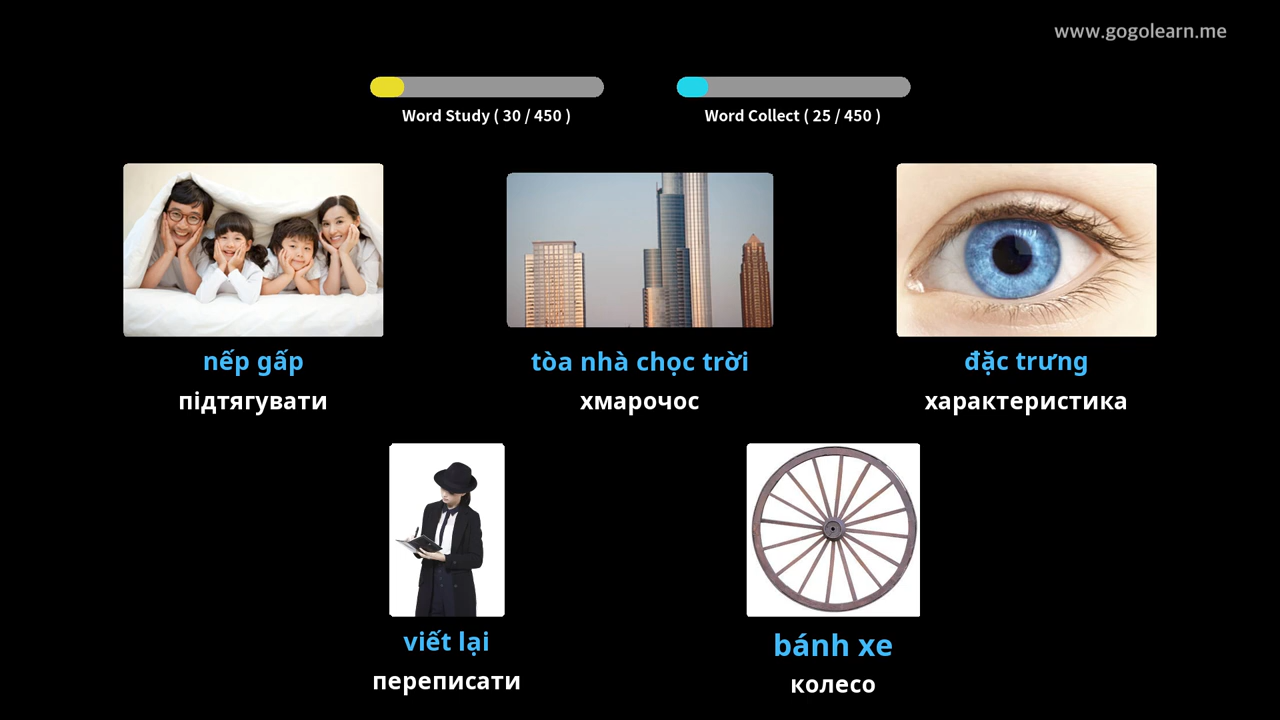 www.gogolearn.me
Word Study ( 30 / 450 )
Word Collect ( 25 / 450 )
nếp gấp
підтягувати
tòa nhà chọc trời
хмарочос
đặc trưng
характеристика
viết lại
переписати
bánh xe
колесо